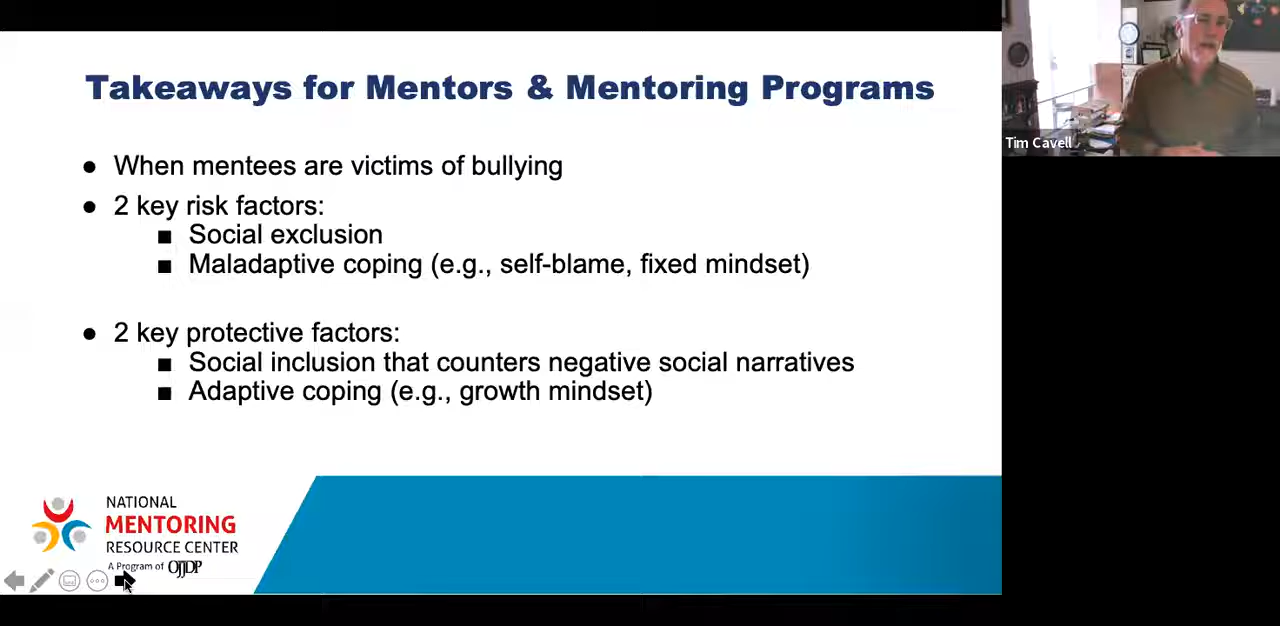 Takeaways for Mentors & Mentoring Programs
● When mentees are victims of bullying
● 2 key risk factors:
■ Social exclusion
■ Maladaptive coping (e.g., self-blame, fixed mindset)
● 2 key protective factors:
■ Social inclusion that counters negative social narratives
■ Adaptive coping (e.g., growth mindset)
NATIONAL
MENTORING
RESOURCE CENTER
A Program of OJJDP
Tim Cavell